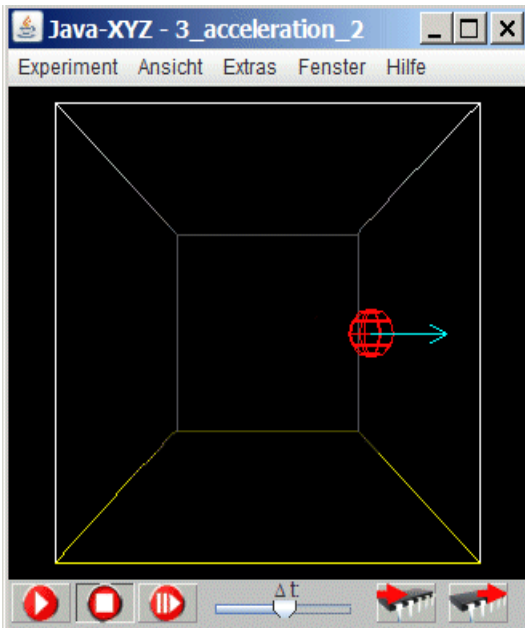 Java-XYZ - 3_acceleration_2
Experiment Ansicht Extras Fenster Hilfe
Δt